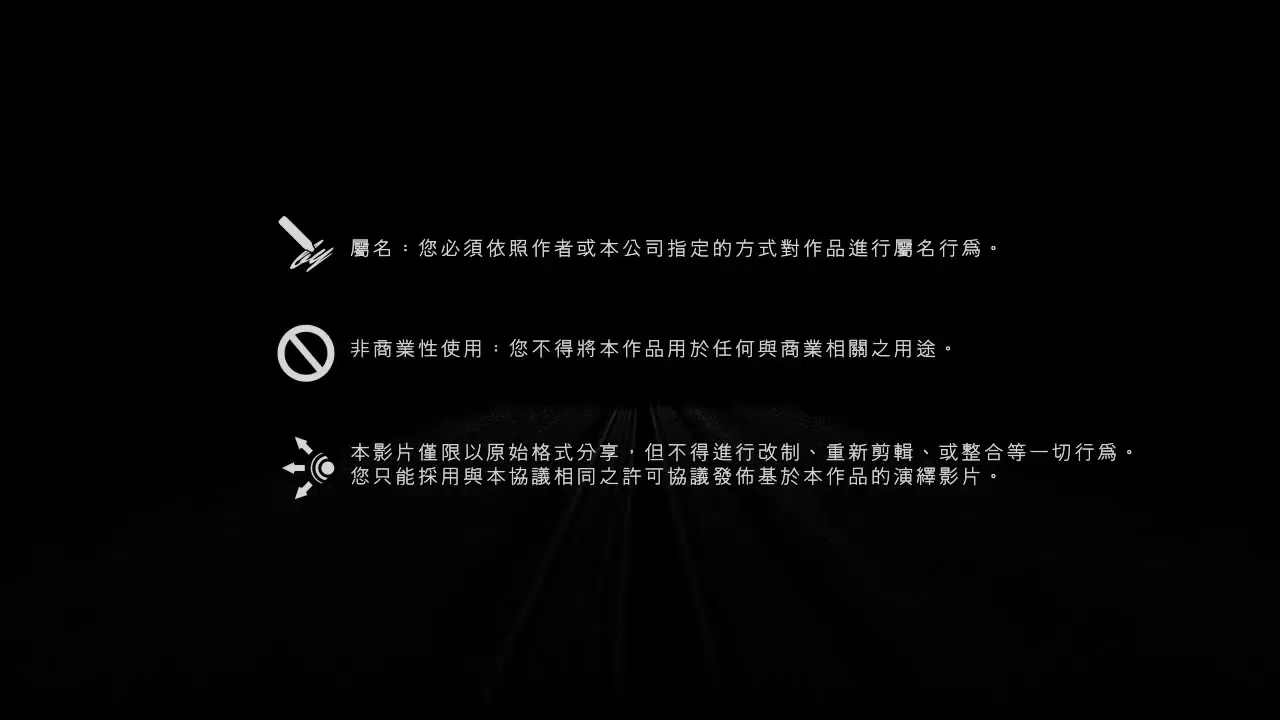 屬名：您必須依照作者或本公司指定的方式對作品進行屬名行爲。
非商業性使用：您不得將本作品用於任何與商業相關之用途。
本影片僅限以原始格式分享，但不得進行改制、重新剪輯、或整合等一切行爲。
您只能採用與本協議相同之許可協議發佈基於本作品的演繹影片。